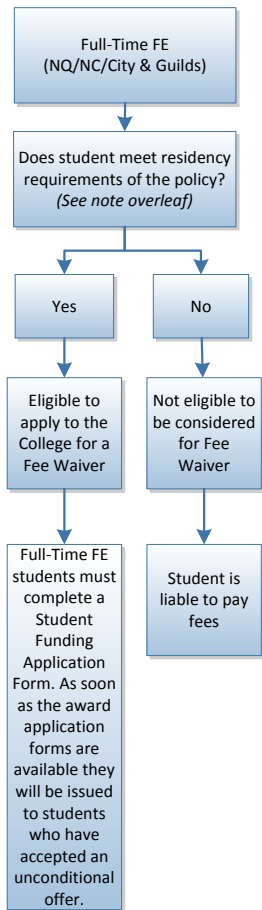 Full-Time FE
(NQ/NC/City & Guilds)
Does student meet residency
requirements of the policy?
(See note overleaf)
Yes
No
Eligible to
apply to the
College for a
Fee Waiver
Not eligible to
be considered
for Fee
Waiver
Full-Time FE
students must
complete a
Student
Funding
Application
Form. As soon
as the award
application
forms are
available they
will be issued
to students
who have
accepted an
unconditional
offer.
Student is
liable to pay
fees